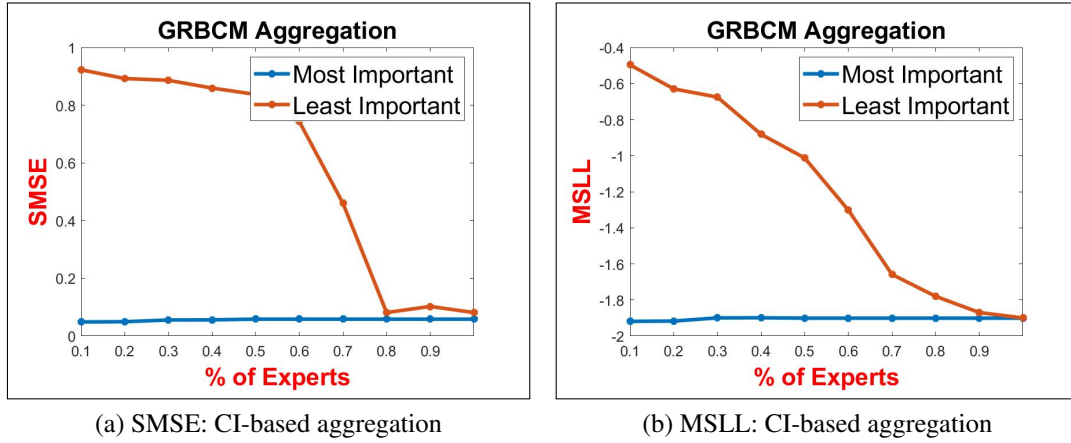 GRBCM Aggregation
1
0.8
0.6
0.4
0.2
0
SMSE
Most Important
Least Important
0.1 0.2 0.3 0.4 0.5 0.6 0.7 0.8 0.9
% of Experts
(a) SMSE: CI-based aggregation
GRBCM Aggregation
-0.4
-0.6
-0.8
-1
-1.2
-1.4
-1.6
-1.8
-2
MSLL
Most Important
Least Important
0.1 0.2 0.3 0.4 0.5 0.6 0.7 0.8 0.9
% of Experts
(b) MSLL: CI-based aggregation